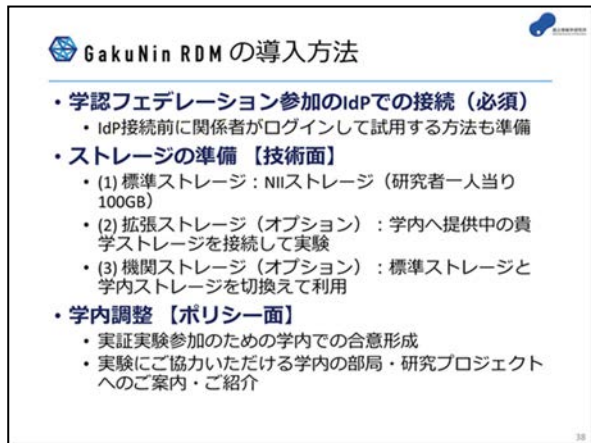 GakuNin RDM の導入方法
・学認フェデレーション参加のIdPでの接続（必須）
・IdP接続前に関係者がログインして試用する方法も準備
・ストレージの準備 【技術面】
・(1) 標準ストレージ：NIIストレージ（研究者一人当り
100GB）
・(2) 拡張ストレージ（オプション）：学内へ提供中の貴
学ストレージを接続して実験
・(3) 機関ストレージ（オプション）：標準ストレージと
学内ストレージを切換えて利用
・学内調整 【ポリシー面】
・実証実験参加のための学内での合意形成
・実験にご協力いただける学内の部局・研究プロジェクト
へのご案内・ご紹介
38